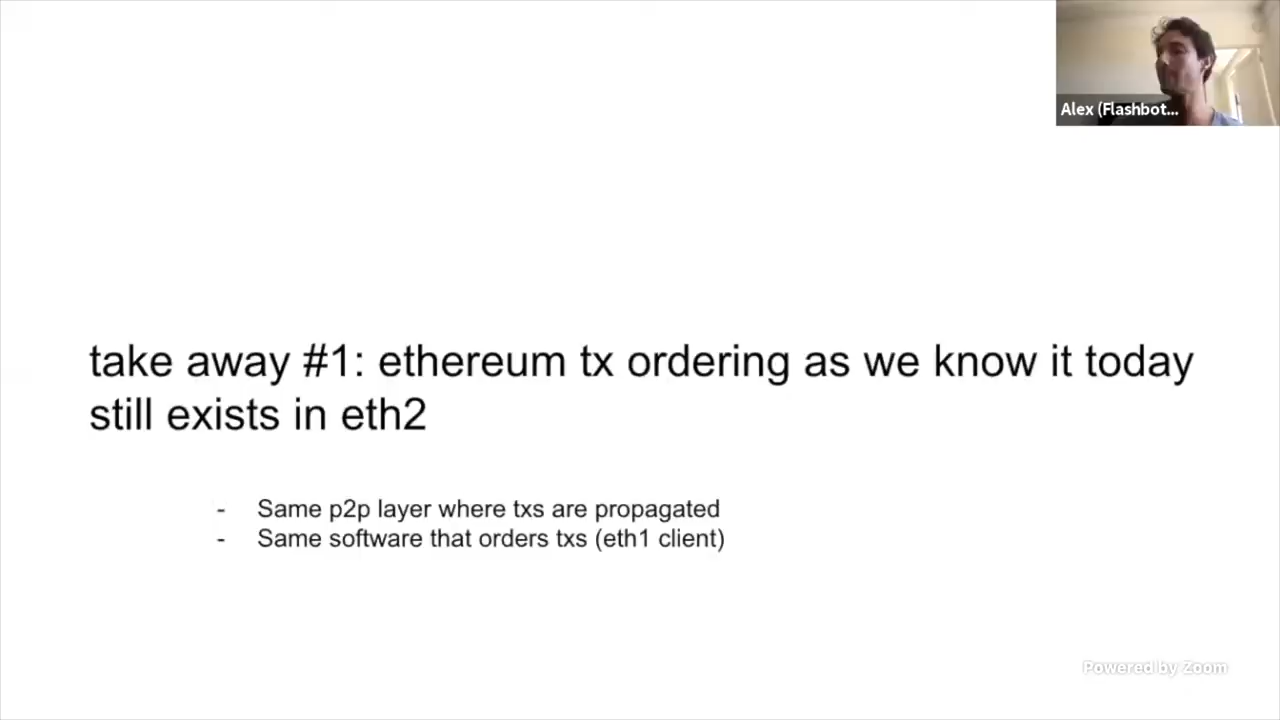 Alex (Flashbot...
take away #1: ethereum tx ordering as we know it today
still exists in eth2
- Same p2p layer where txs are propagated
- Same software that orders txs (eth1 client)
Powered by Zoom